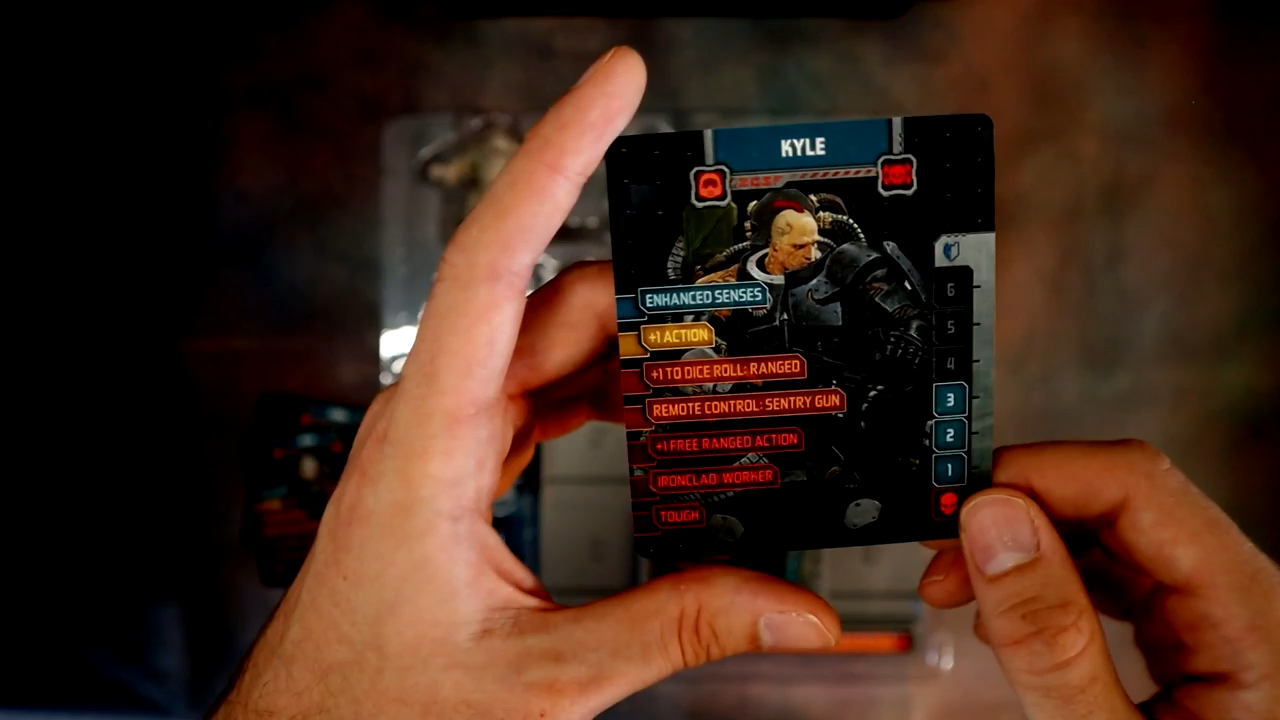 KYLE
ENHANCED SENSES
+1 ACTION
+1 TO DICE ROLL: RANGED
REMOTE CONTROL: SENTRY GUN
+1 FREE RANGED ACTION
IRONCLAD: WORKER
TOUGH
6
5
4
3
2
1